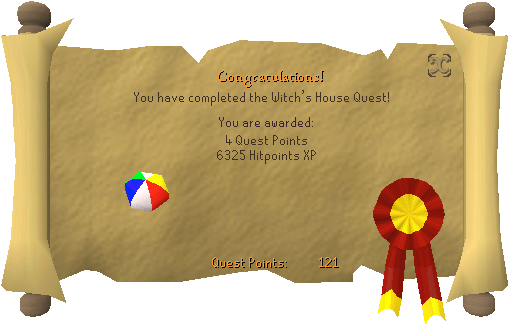 Congratulations!
You have completed the Witch's House Quest!
You are awarded:
4 Quest Points
6325 Hitpoints XP
Quest Points: 121